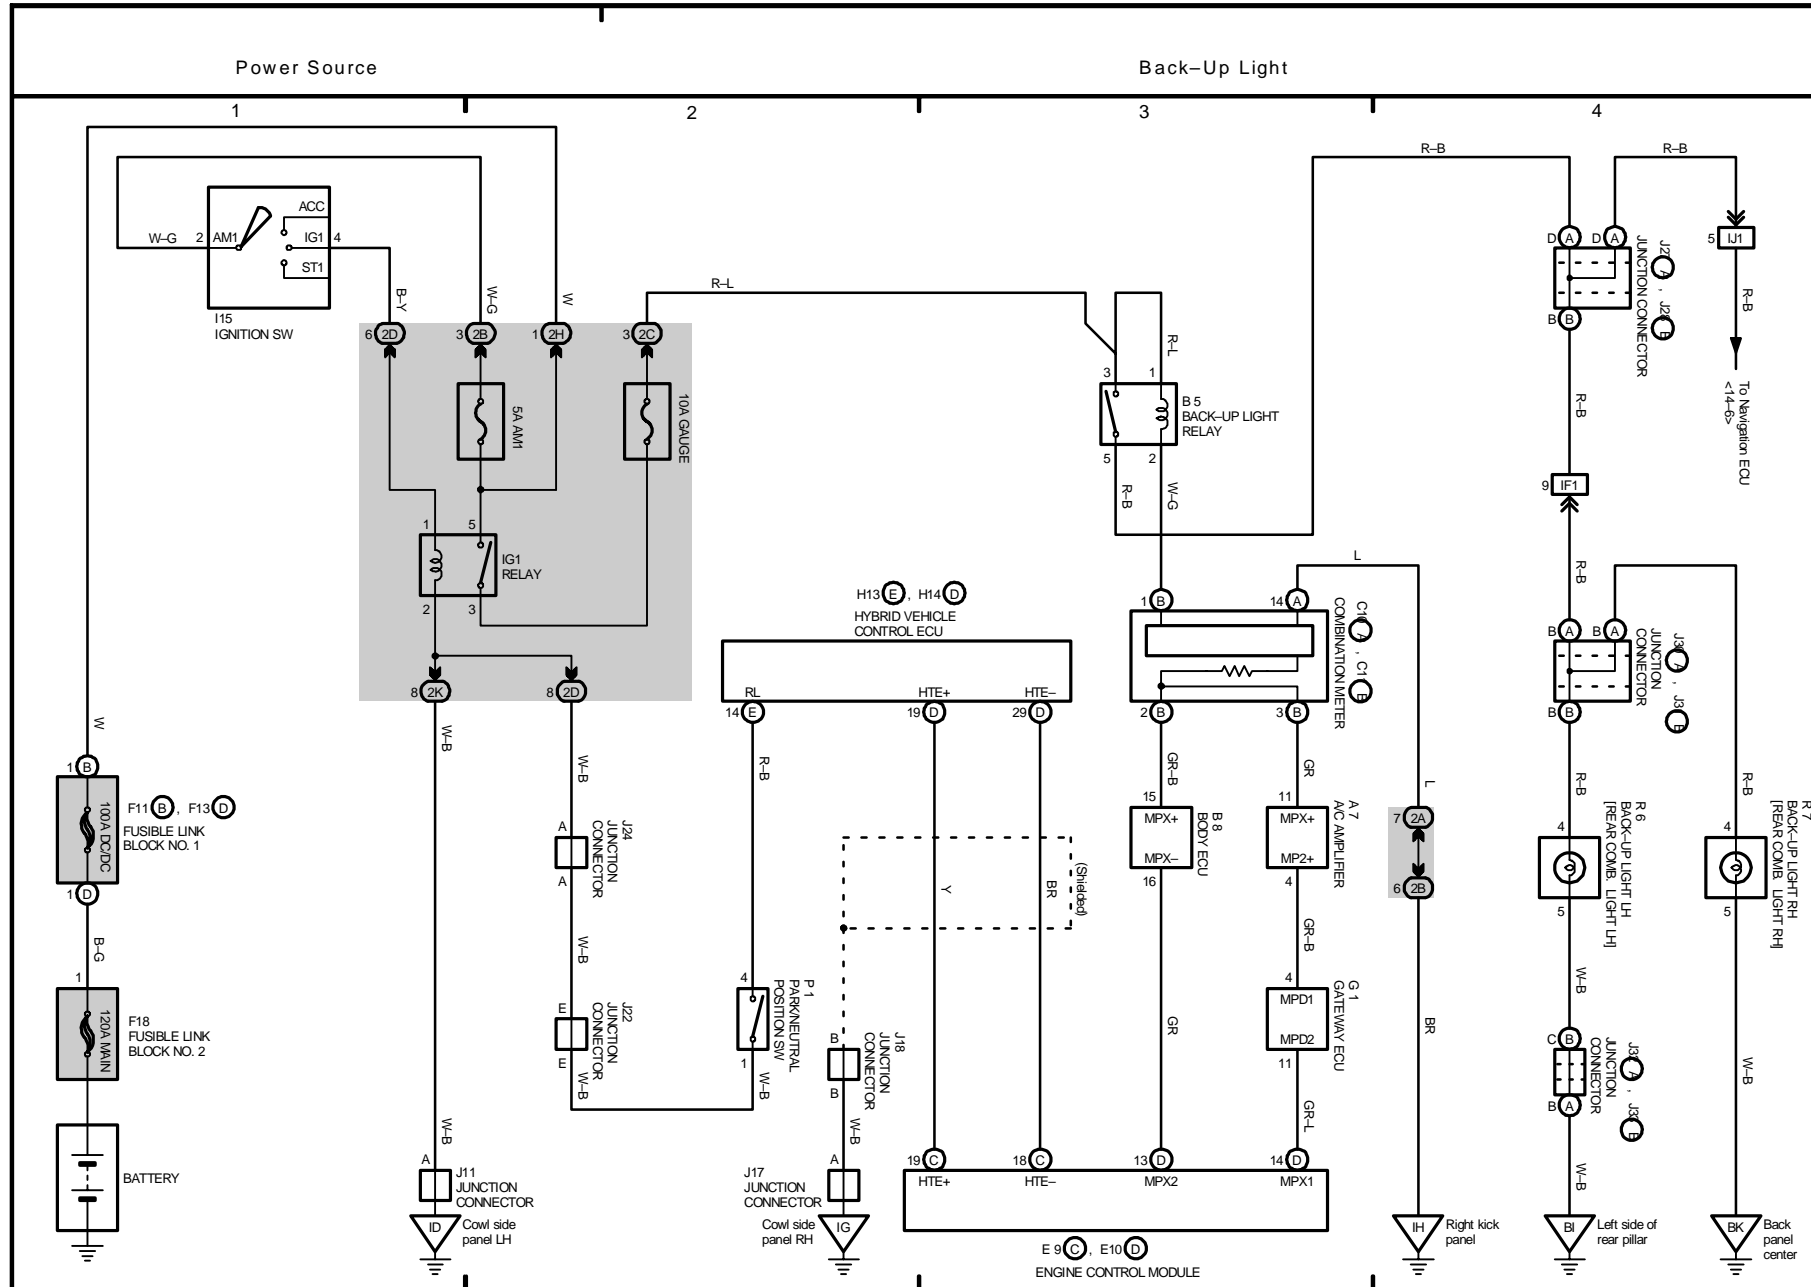 Power Source
Back–Up Light
1
2
3
4
ACC
AM1
IG1
ST1
W–G
2
4
I15
IGNITION SW
B–Y
W–G
W
6 2D
3 2B
1 2H
3 2C
R–L
5A AM1
10A GAUGE
1
5
IG1
RELAY
2
3
8 2K
8 2D
W
1 B
F11 B , F13 D
FUSIBLE LINK
BLOCK NO. 1
100A DC/DC
1 D
B–G
1
F18
FUSIBLE LINK
BLOCK NO. 2
120A MAIN
BATTERY
W–B
W–B
A
J11
JUNCTION
CONNECTOR
ID
Cowl side
panel LH
W–B
A
J24
JUNCTION
CONNECTOR
A
W–B
E
J22
JUNCTION
CONNECTOR
E
W–B
H13 E , H14 D
HYBRID VEHICLE
CONTROL ECU
RL
HTE+
HTE–
14 E
19 D
29 D
R–B
4
P 1
PARK/NEUTRAL
POSITION SW
1
W–B
Y
BR
(Shielded)
B
J18
JUNCTION
CONNECTOR
B
W–B
A
J17
JUNCTION
CONNECTOR
Cowl side
panel RH
IG
R–L
3
1
B 5
BACK–UP LIGHT
RELAY
5
2
R–B
W–G
1 B
14 A
C10 A , C11 B
COMBINATION METER
2 B
3 B
GR–B
GR
15
MPX+
MPX–
16
B 8
BODY ECU
11
MPX+
MP2+
4
A 7
A/C AMPLIFIER
GR–B
4
MPD1
MPD2
11
G 1
GATEWAY ECU
GR
GR–L
19 C
18 C
13 D
14 D
HTE+
HTE–
MPX2
MPX1
E 9 C , E10 D
ENGINE CONTROL MODULE
L
L
7 2A
6 2B
BR
IH
Right kick
panel
R–B
R–B
D A
D A
J27 A , J28 B
JUNCTION CONNECTOR
B B
5 IJ1
R–B
To Navigation ECU
<14–6>
R–B
9 IF1
R–B
B A
B A
JUNCTION
CONNECTOR
B B
R–B
R–B
4
5
R 6
BACK–UP LIGHT LH
[REAR COMB. LIGHT LH]
4
5
R 7
BACK–UP LIGHT RH
[REAR COMB. LIGHT RH]
W–B
C B
JUNCTION
CONNECTOR
B A
W–B
W–B
BI
Left side of
rear pillar
BK
Back
panel
center